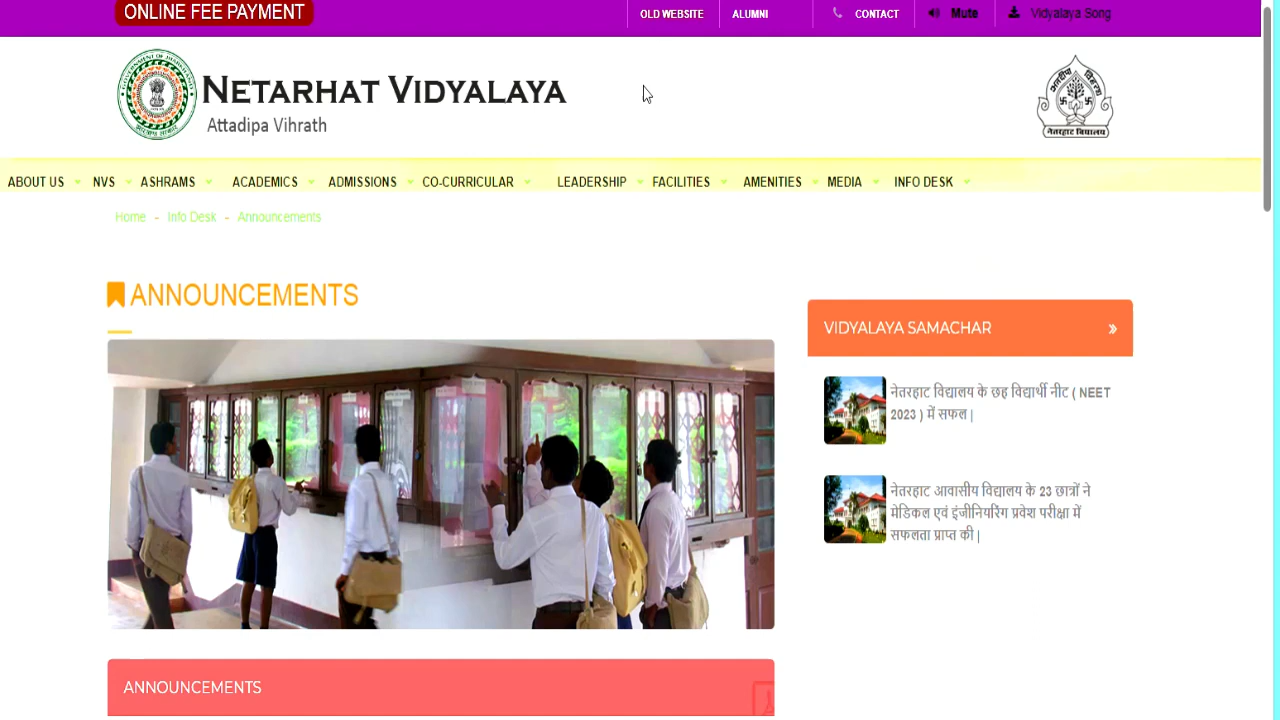 ONLINE FEE PAYMENT
OLD WEBSITE
ALUMNI
CONTACT
Mute
Vidyalaya Song
NETARHAT VIDYALAYA
Attadipa Vihrath
नेतरहाट विद्यालय
ABOUT US NVS ASHRAMS ACADEMICS ADMISSIONS CO-CURRICULAR LEADERSHIP FACILITIES AMENITIES MEDIA INFO DESK
Home - Info Desk - Announcements
ANNOUNCEMENTS
VIDYALAYA SAMACHAR »
नेतरहाट विद्यालय के छह विद्यार्थी नीट ( NEET
2023 ) में सफल |
नेतरहाट आवासीय विद्यालय के 23 छात्रों ने
मेडिकल एवं इंजीनियरिंग प्रवेश परीक्षा में
सफलता प्राप्त की |
ANNOUNCEMENTS